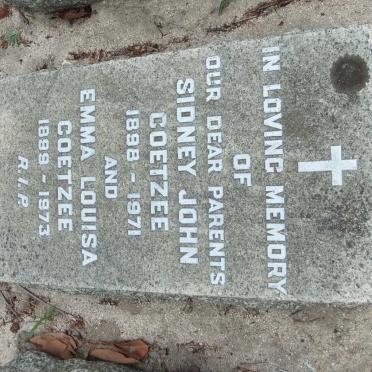 IN LOVING MEMORY
OF
OUR DEAR PARENTS
SIDNEY JOHN
COETZEE
1898 - 1971
AND
EMMA LOUISA
COETZEE
1899 - 1973
R.I.P.